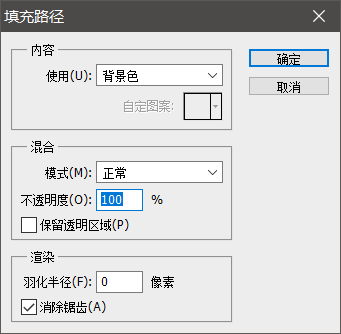 填充路径
内容
确定
使用(U): 背景色
取消
自定图案:
混合
模式(M): 正常
不透明度(O): 100 %
保留透明区域(P)
渲染
羽化半径(F): 0 像素
消除锯齿(A)